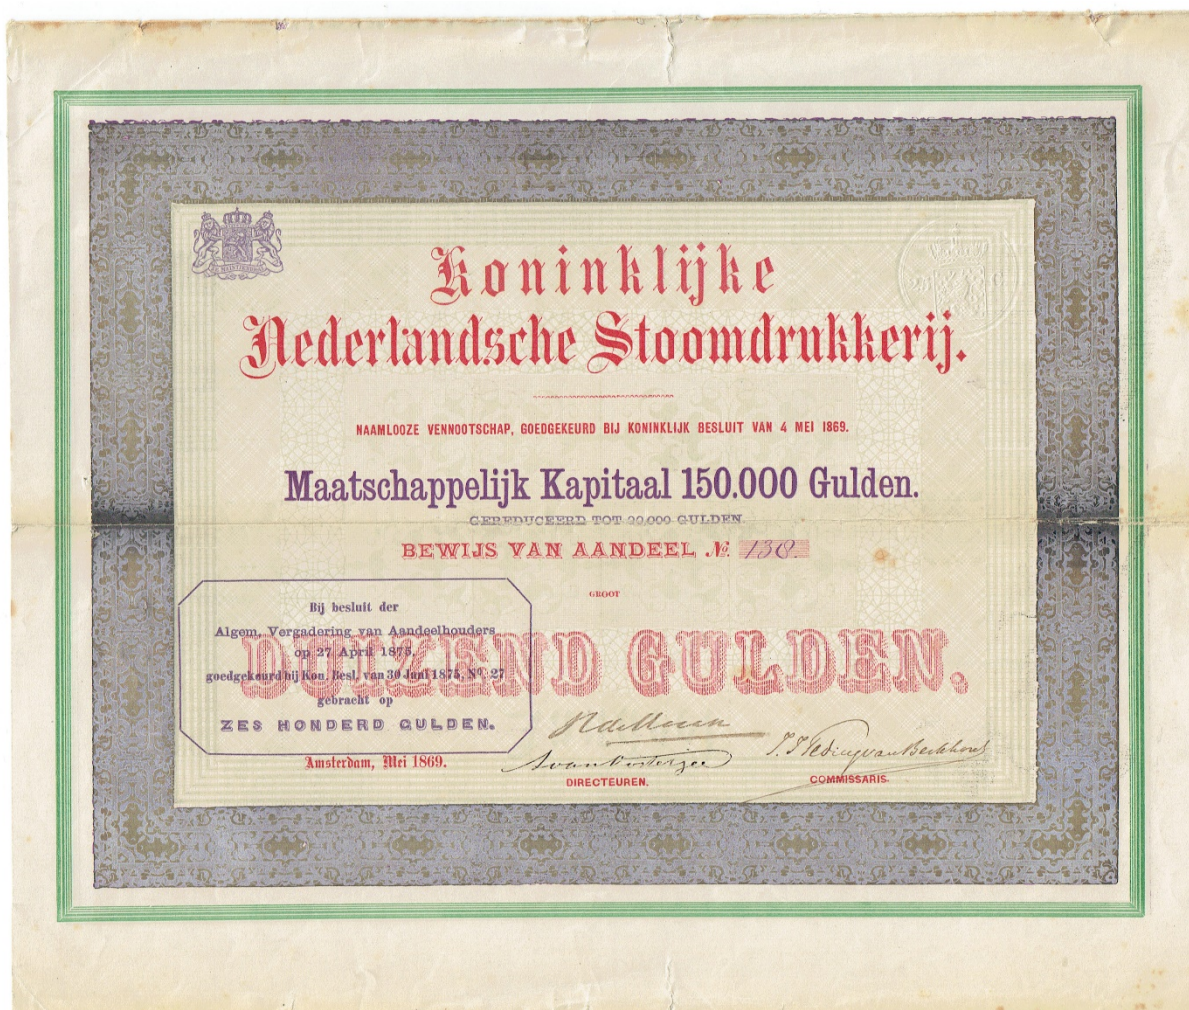 Koninklijke
Nederlandsche Stoomdrukkerij.
NAAMLOOZE VENNOOTSCHAP, GOEDGEKEURD BIJ KONINKLIJK BESLUIT VAN 4 MEI 1869.
Maatschappelijk Kapitaal 150.000 Gulden.
GEREDUCEERD TOT 90,000 GULDEN.
BEWIJS VAN AANDEEL No. 138.
GROOT
DUIZEND GULDEN.
Bij besluit der
Algem. Vergadering van Aandeelhouders
op 27 April 1875,
goedgekeurd bij Kon. Besl. van 30 Juni 1875, No. 27
gebracht op
ZES HONDERD GULDEN.
Amsterdam, Mei 1869.
DIRECTEUREN.
COMMISSARIS.